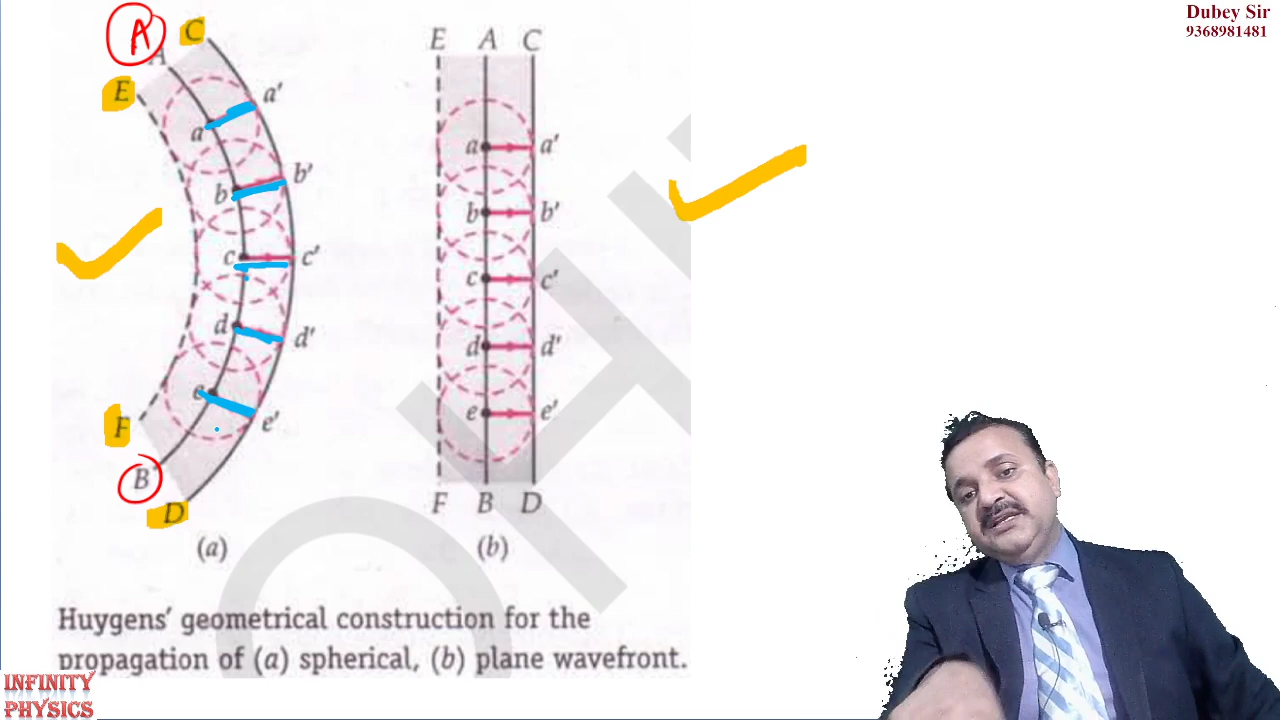 Dubey Sir
9368981481
A
C
A
E
a'
a
b'
b
c
c'
d
d'
e
e'
F
B
D
(a)
E A C
a a'
b b'
c c'
d d'
e e'
F B D
(b)
Huygens' geometrical construction for the
propagation of (a) spherical, (b) plane wavefront.
INFINITY
PHYSICS